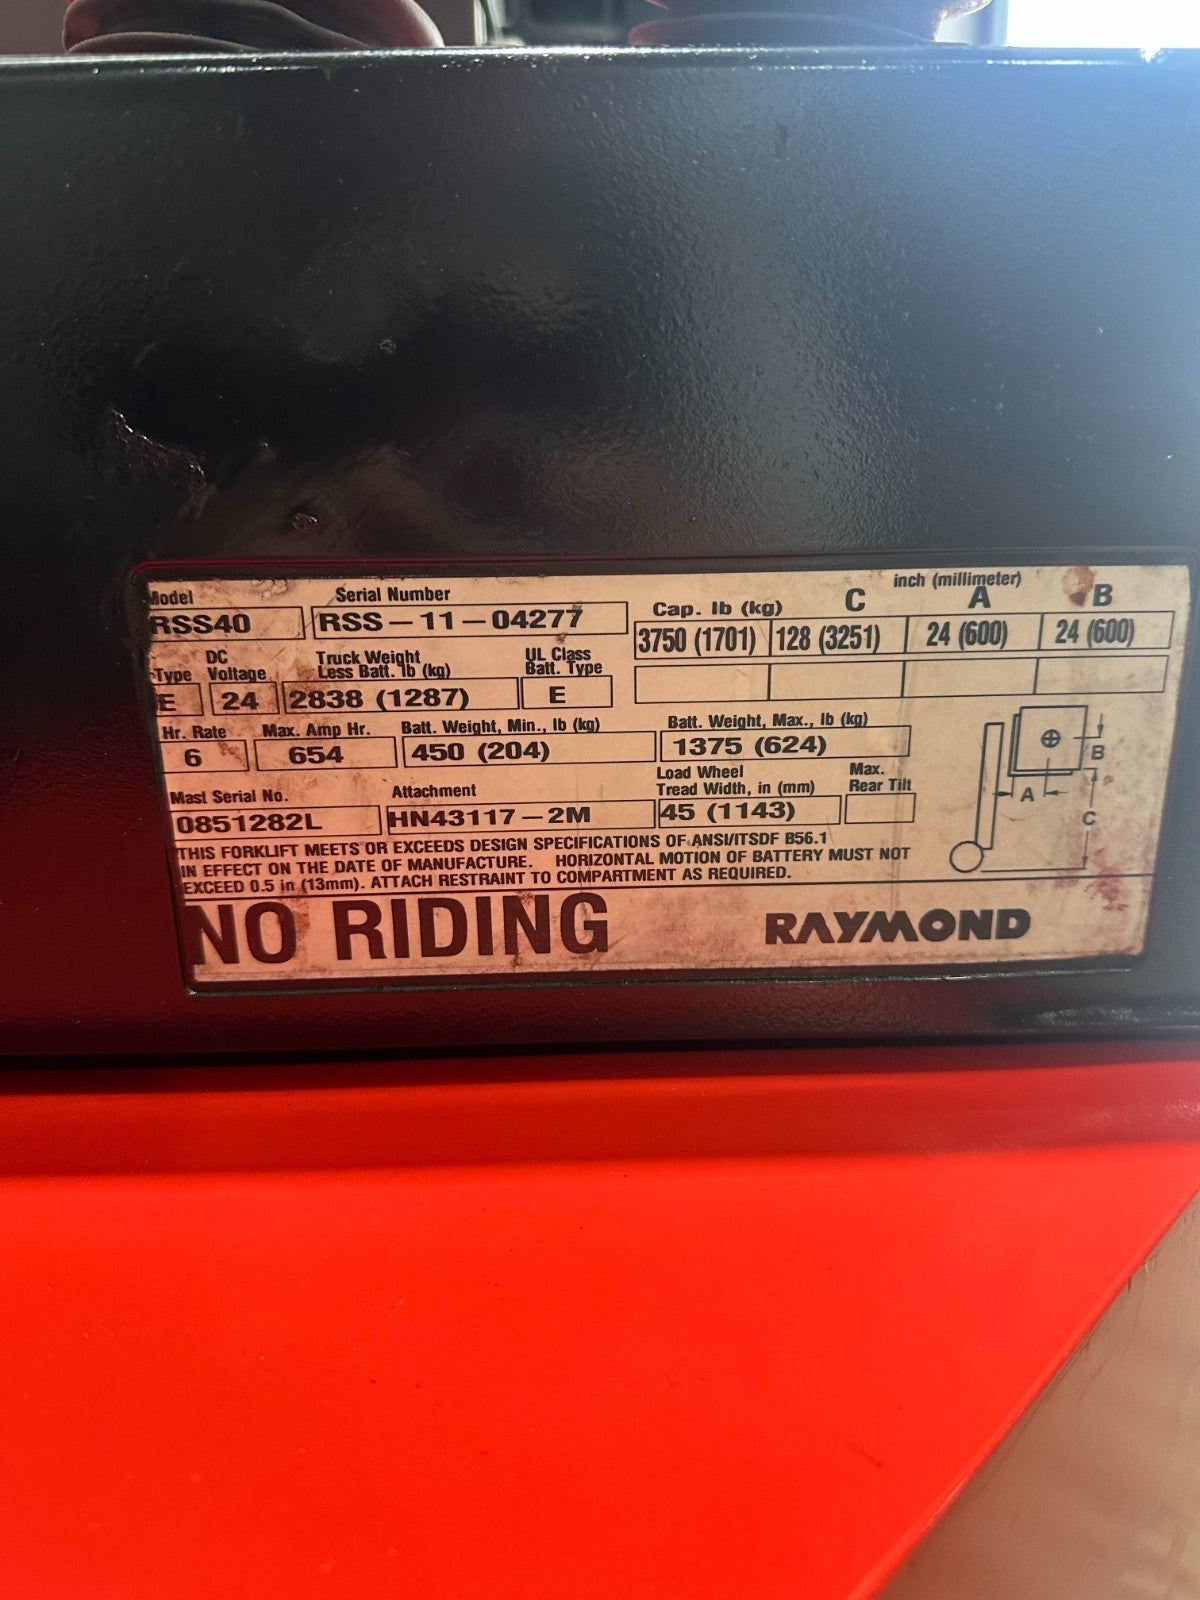 Model Serial Number
RSS40 RSS-11-04277
inch (millimeter)
Cap. lb (kg) C A B
3750 (1701) 128 (3251) 24 (600) 24 (600)
Type DC Voltage Truck Weight Less Batt. lb (kg) UL Class Batt. Type
E 24 2838 (1287) E
Hr. Rate Max. Amp Hr. Batt. Weight, Min., lb (kg) Batt. Weight, Max., lb (kg)
6 654 450 (204) 1375 (624)
Mast Serial No. Attachment Load Wheel Tread Width, in (mm) Max. Rear Tilt
0851282L HN43117-2M 45 (1143)
B
A
C
THIS FORKLIFT MEETS OR EXCEEDS DESIGN SPECIFICATIONS OF ANSI/ITSDF B56.1
IN EFFECT ON THE DATE OF MANUFACTURE. HORIZONTAL MOTION OF BATTERY MUST NOT
EXCEED 0.5 in (13mm). ATTACH RESTRAINT TO COMPARTMENT AS REQUIRED.
NO RIDING RAYMOND